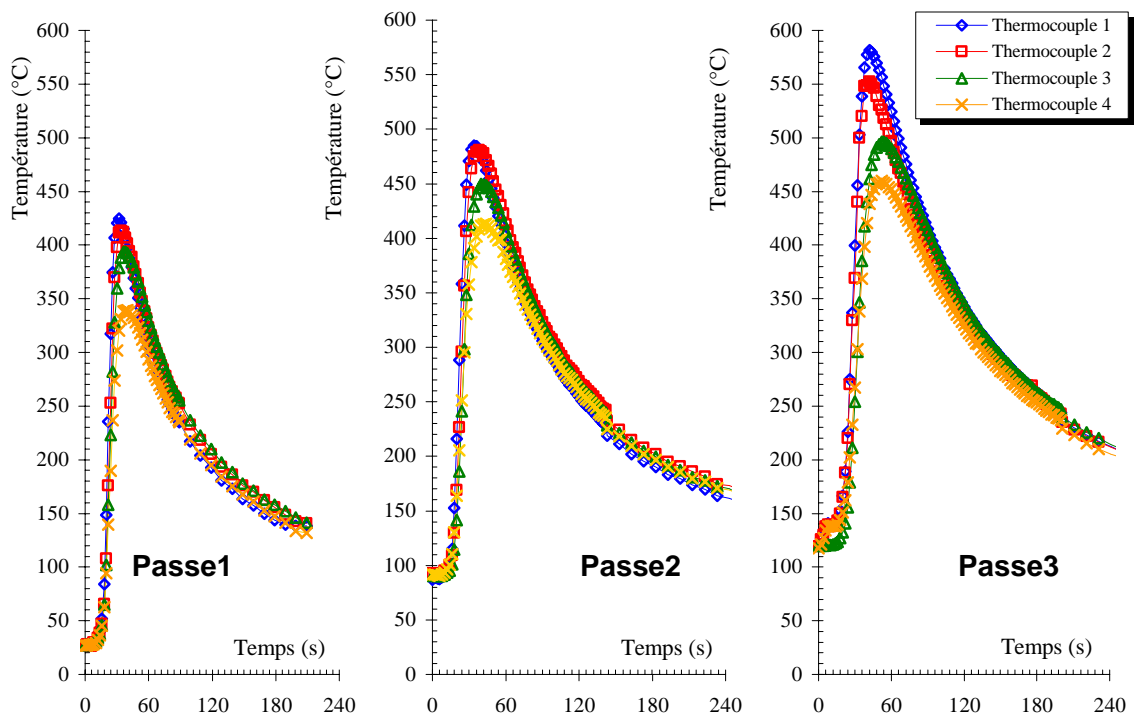 Température (°C)
600
550
500
450
400
350
300
250
200
150
100
50
0
Passe1
Temps (s)
0 60 120 180 240
Température (°C)
600
550
500
450
400
350
300
250
200
150
100
50
0
Passe2
Temps (s)
0 60 120 180 240
Température (°C)
600
550
500
450
400
350
300
250
200
150
100
50
0
Passe3
Temps (s)
0 60 120 180 240
Thermocouple 1
Thermocouple 2
Thermocouple 3
Thermocouple 4